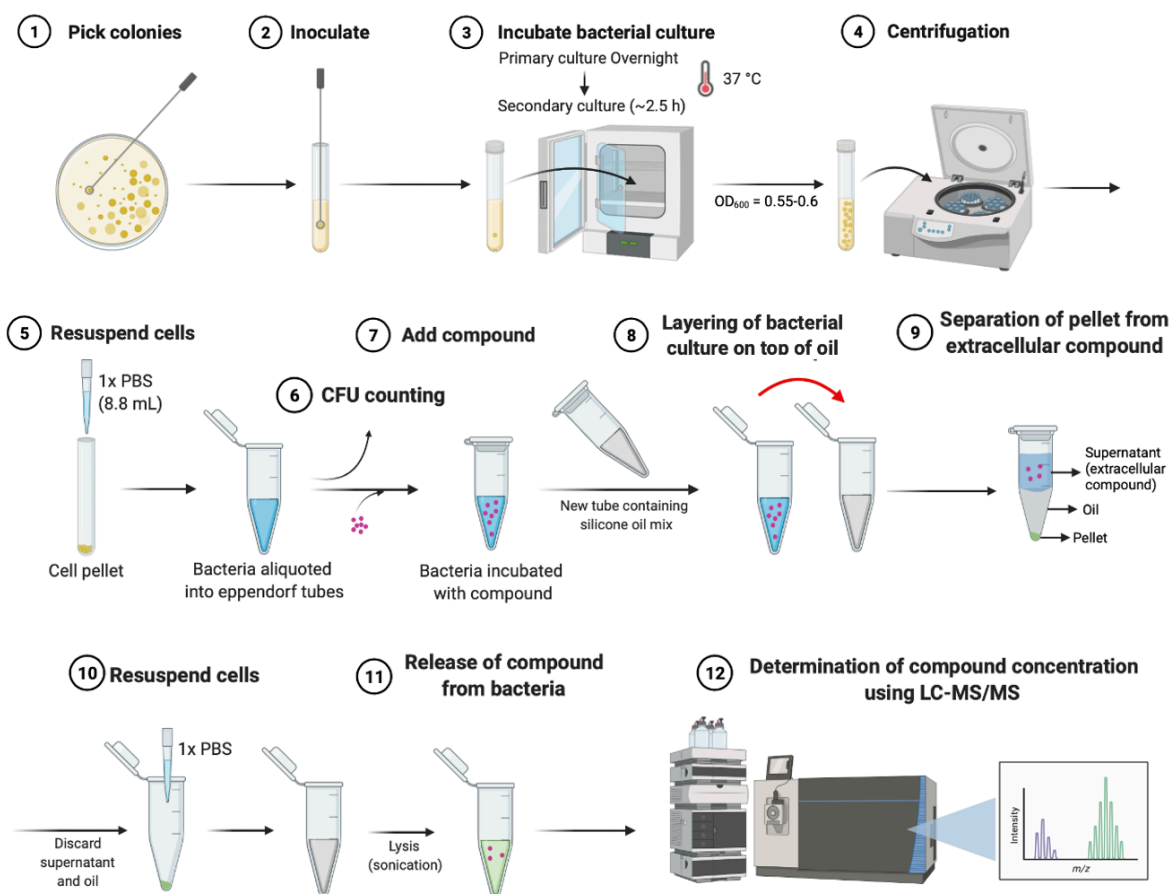 1 Pick colonies
2 Inoculate
3 Incubate bacterial culture
Primary culture Overnight
Secondary culture (~2.5 h)
37 °C
OD600 = 0.55-0.6
4 Centrifugation
5 Resuspend cells
1x PBS
(8.8 mL)
Cell pellet
6 CFU counting
Bacteria aliquoted
into eppendorf tubes
7 Add compound
Bacteria incubated
with compound
New tube containing
silicone oil mix
8 Layering of bacterial
culture on top of oil
9 Separation of pellet from
extracellular compound
Supernatant
(extracellular
compound)
Oil
Pellet
10 Resuspend cells
1x PBS
Discard
supernatant
and oil
11 Release of compound
from bacteria
Lysis
(sonication)
12 Determination of compound concentration
using LC-MS/MS
Intensity
m/z